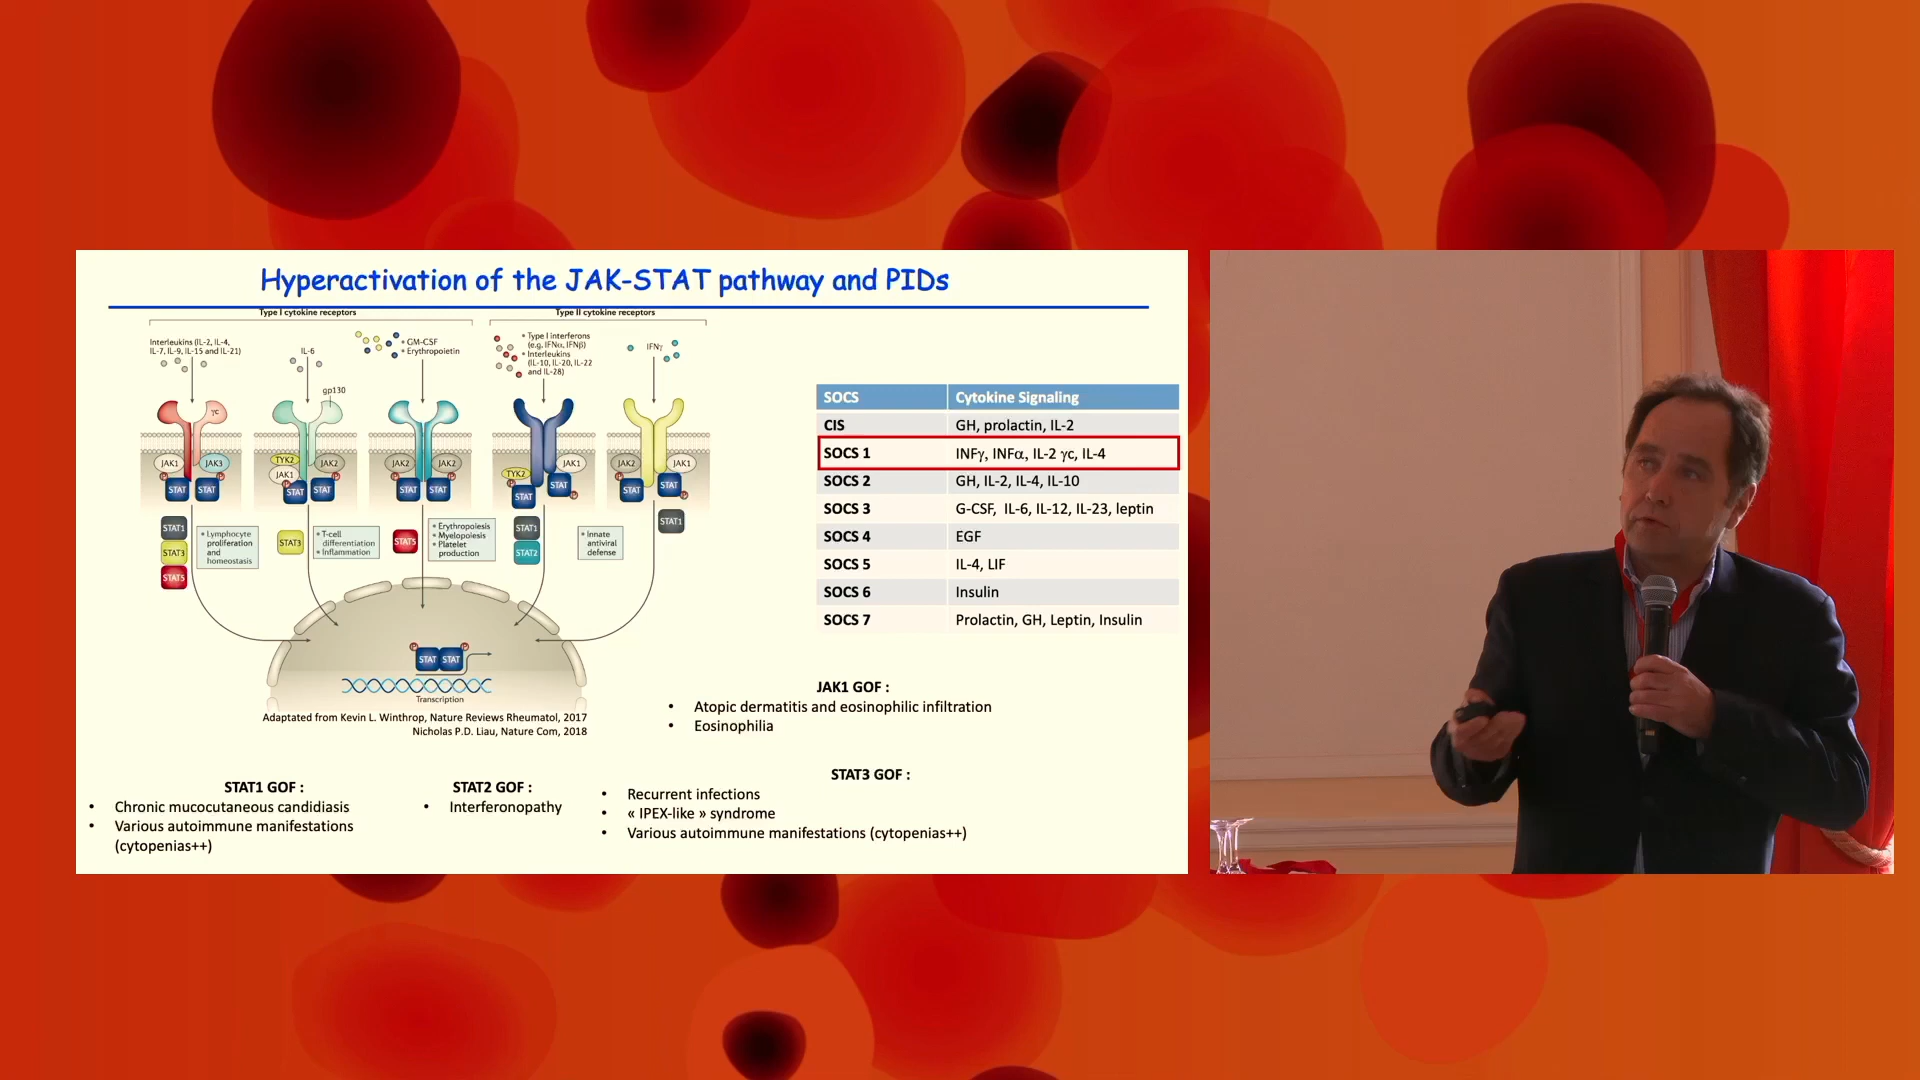 Hyperactivation of the JAK-STAT pathway and PIDs
Type I cytokine receptors
Type II cytokine receptors
Interleukins (IL-2, IL-4,
IL-7, IL-9, IL-15 and IL-21)
IL-6
• GM-CSF
• Erythropoietin
• Type I interferons
(e.g. IFNα, IFNβ)
• Interleukins
(IL-10, IL-20, IL-22
and IL-28)
IFNγ
γc
gp130
JAK1
JAK3
TYK2
JAK1
JAK2
JAK2
JAK2
TYK2
JAK1
JAK2
JAK1
P
P
P
P
P
P
P
P
P
P
STAT
STAT
STAT
STAT
STAT
STAT
STAT
STAT
STAT
STAT
STAT1
STAT3
STAT5
• Lymphocyte
proliferation
and
homeostasis
STAT3
• T-cell
differentiation
• Inflammation
STAT5
• Erythropoiesis
• Myelopoiesis
• Platelet
production
STAT1
STAT2
• Innate
antiviral
defense
STAT1
P
P
STAT
STAT
Transcription
Adaptated from Kevin L. Winthrop, Nature Reviews Rheumatol, 2017
Nicholas P.D. Liau, Nature Com, 2018
SOCS Cytokine Signaling
CIS GH, prolactin, IL-2
SOCS 1 INFγ, INFα, IL-2 γc, IL-4
SOCS 2 GH, IL-2, IL-4, IL-10
SOCS 3 G-CSF, IL-6, IL-12, IL-23, leptin
SOCS 4 EGF
SOCS 5 IL-4, LIF
SOCS 6 Insulin
SOCS 7 Prolactin, GH, Leptin, Insulin
JAK1 GOF :
• Atopic dermatitis and eosinophilic infiltration
• Eosinophilia
STAT1 GOF :
• Chronic mucocutaneous candidiasis
• Various autoimmune manifestations
(cytopenias++)
STAT2 GOF :
• Interferonopathy
STAT3 GOF :
• Recurrent infections
• « IPEX-like » syndrome
• Various autoimmune manifestations (cytopenias++)